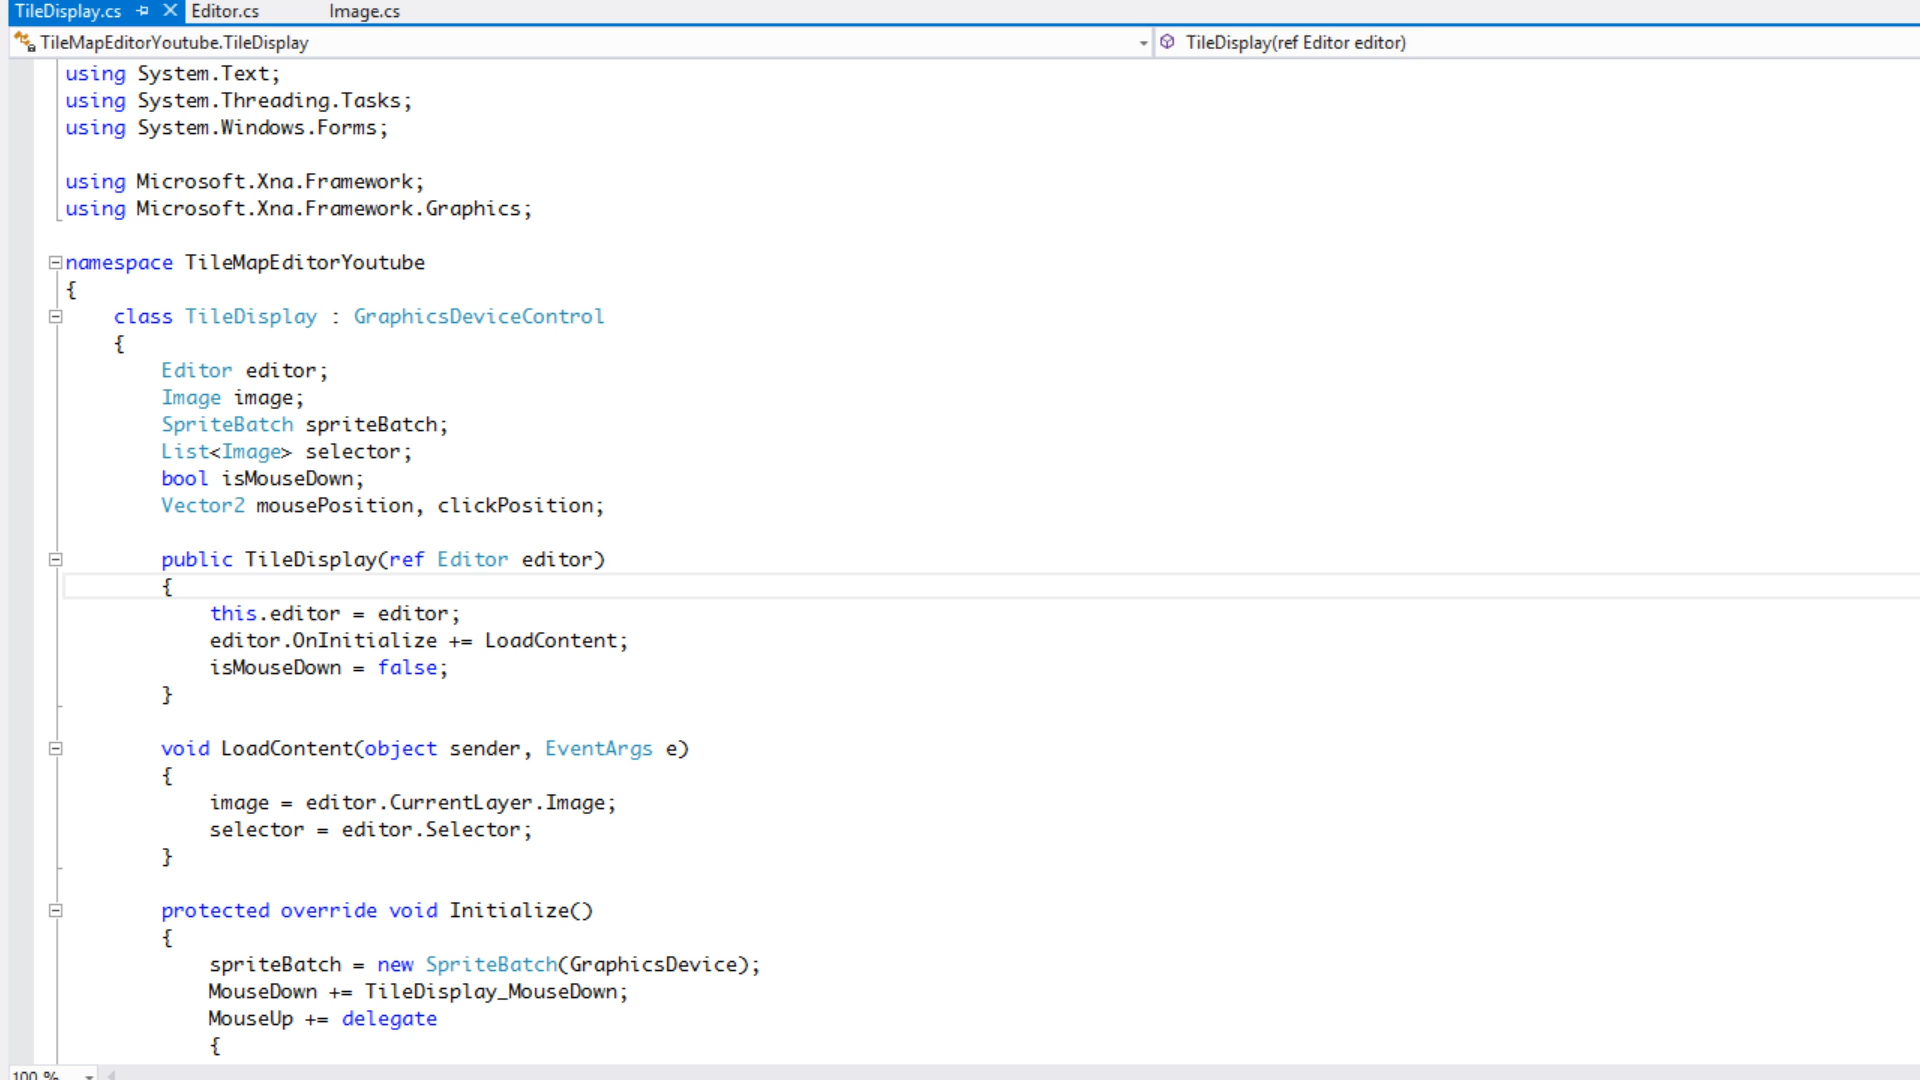 TileDisplay.cs Editor.cs Image.cs
TileMapEditorYoutube.TileDisplay TileDisplay(ref Editor editor)
using System.Text;
using System.Threading.Tasks;
using System.Windows.Forms;
using Microsoft.Xna.Framework;
using Microsoft.Xna.Framework.Graphics;
namespace TileMapEditorYoutube
{
class TileDisplay : GraphicsDeviceControl
{
Editor editor;
Image image;
SpriteBatch spriteBatch;
List<Image> selector;
bool isMouseDown;
Vector2 mousePosition, clickPosition;
public TileDisplay(ref Editor editor)
{
this.editor = editor;
editor.OnInitialize += LoadContent;
isMouseDown = false;
}
void LoadContent(object sender, EventArgs e)
{
image = editor.CurrentLayer.Image;
selector = editor.Selector;
}
protected override void Initialize()
{
spriteBatch = new SpriteBatch(GraphicsDevice);
MouseDown += TileDisplay_MouseDown;
MouseUp += delegate
{
100 %